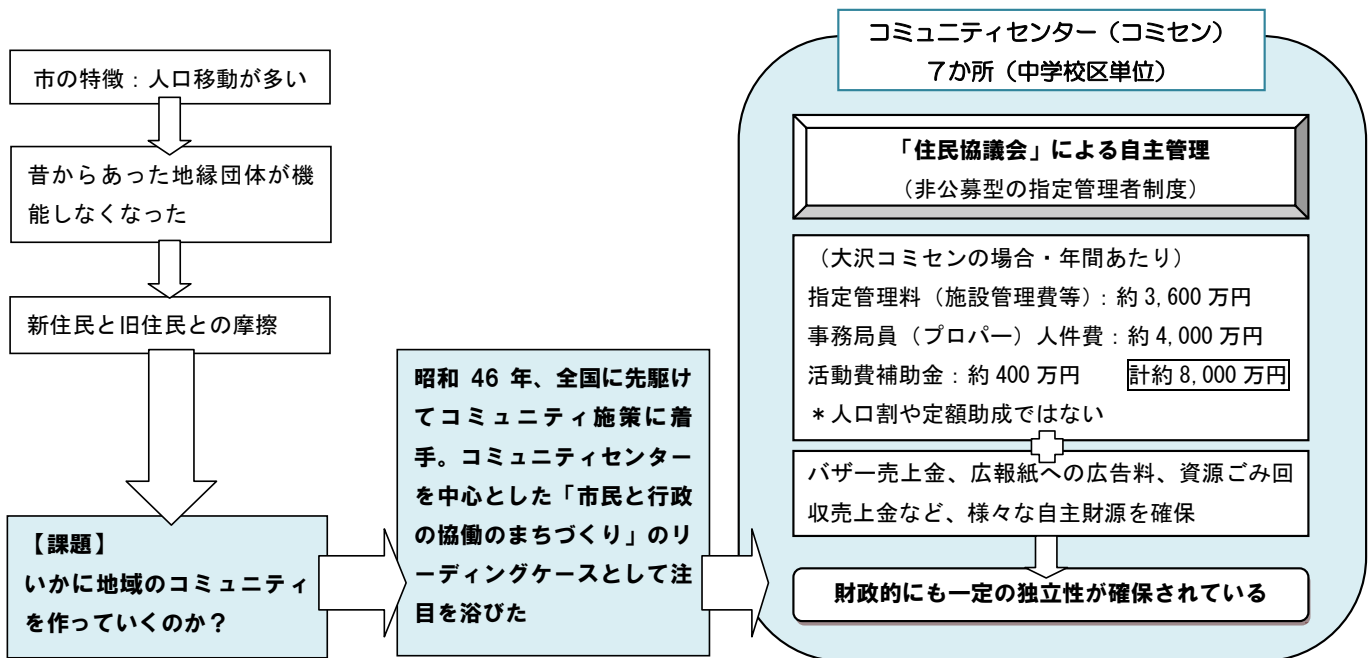 市の特徴：人口移動が多い
昔からあった地縁団体が機
能しなくなった
新住民と旧住民との摩擦
【課題】
いかに地域のコミュニティ
を作っていくのか？
昭和 46 年、全国に先駆け
てコミュニティ施策に着
手。コミュニティセンター
を中心とした「市民と行政
の協働のまちづくり」のリ
ーディングケースとして注
目を浴びた
コミュニティセンター（コミセン）
７か所（中学校区単位）
「住民協議会」による自主管理
（非公募型の指定管理者制度）
（大沢コミセンの場合・年間あたり）
指定管理料（施設管理費等）：約 3,600 万円
事務局員（プロパー）人件費：約 4,000 万円
活動費補助金：約 400 万円　計約 8,000 万円
＊人口割や定額助成ではない
バザー売上金、広報紙への広告料、資源ごみ回
収売上金など、様々な自主財源を確保
財政的にも一定の独立性が確保されている